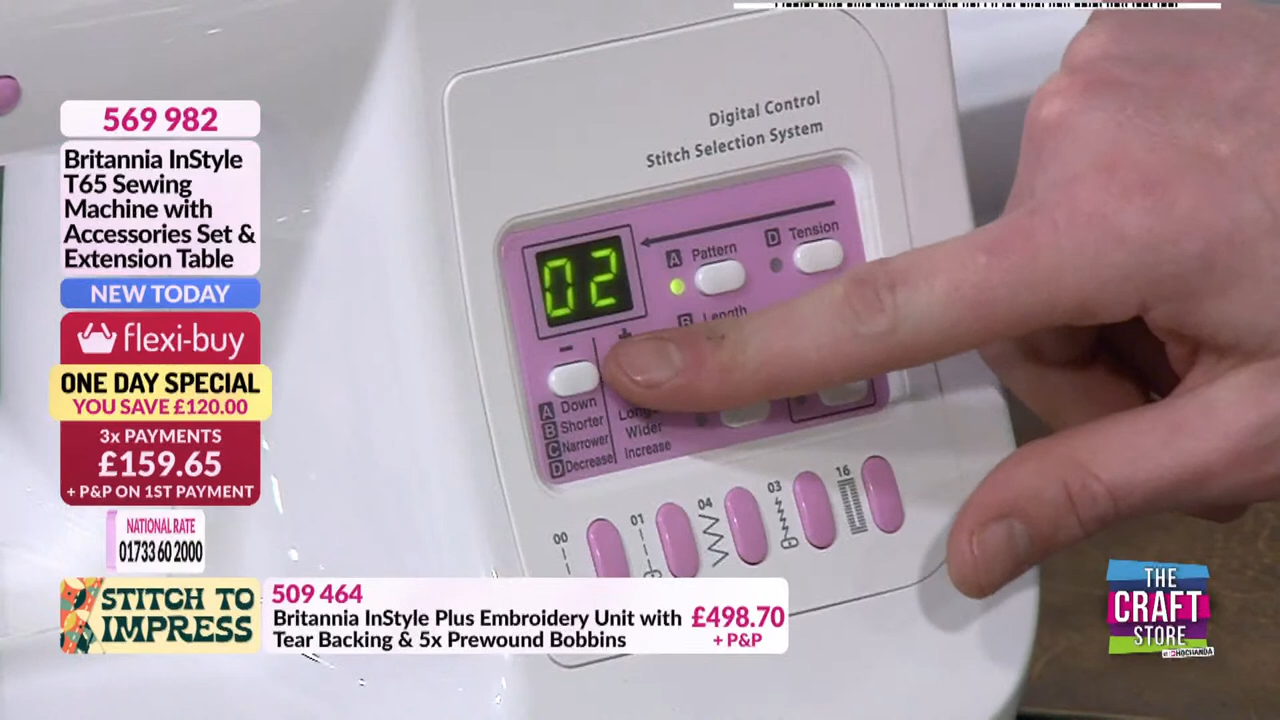 569 982
Britannia InStyle
T65 Sewing
Machine with
Accessories Set &
Extension Table
NEW TODAY
flexi-buy
ONE DAY SPECIAL
YOU SAVE £120.00
3x PAYMENTS
£159.65
+ P&P ON 1ST PAYMENT
NATIONAL RATE
01733 60 2000
STITCH TO
IMPRESS
509 464
Britannia InStyle Plus Embroidery Unit with
Tear Backing & 5x Prewound Bobbins
£498.70
+ P&P
Digital Control
Stitch Selection System
02
A Pattern
D Tension
B Length
- +
A Down
B Shorter
C Narrower
D Decrease
Wider
Increase
00
01
04
03
16
THE
CRAFT
STORE
HOCHANDA